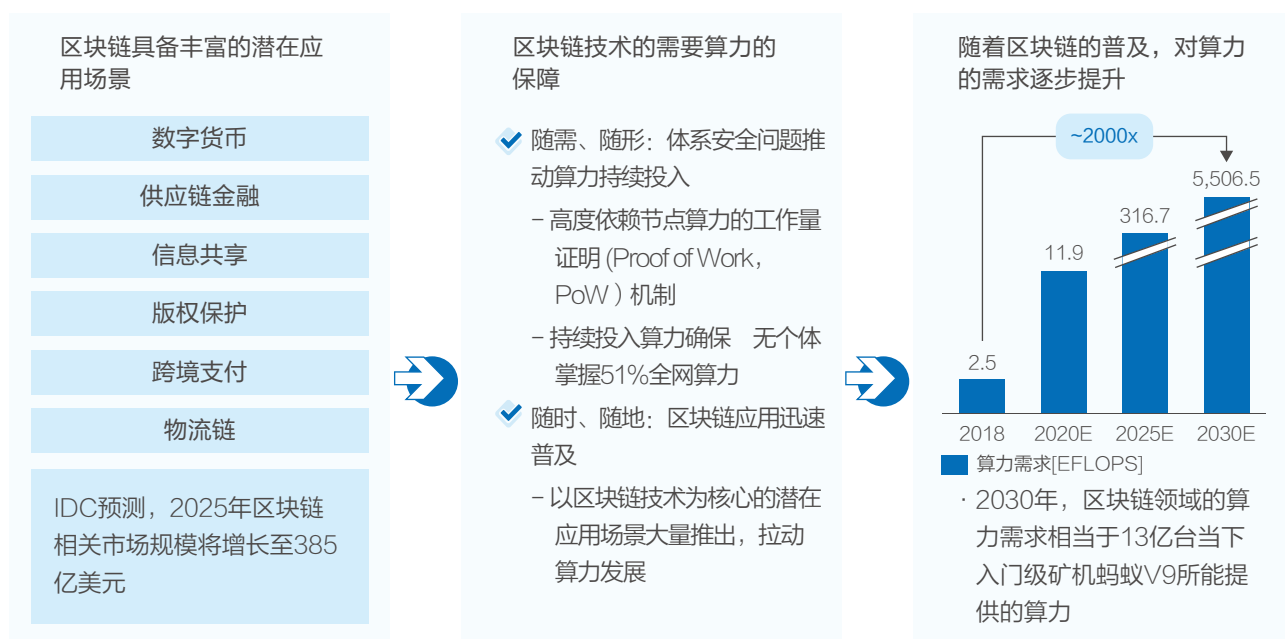 区块链具备丰富的潜在应
用场景
数字货币
供应链金融
信息共享
版权保护
跨境支付
物流链
IDC预测，2025年区块链
相关市场规模将增长至385
亿美元
区块链技术的需要算力的
保障
随需、随形：体系安全问题推
动算力持续投入
– 高度依赖节点算力的工作量
证明 (Proof of Work，
PoW ）机制
– 持续投入算力确保　无个体
掌握51%全网算力
随时、随地：区块链应用迅速
普及
– 以区块链技术为核心的潜在
应用场景大量推出，拉动
算力发展
随着区块链的普及，对算力
的需求逐步提升
~2000x
5,506.5
316.7
11.9
2.5
2018 2020E 2025E 2030E
算力需求[EFLOPS]
· 2030年，区块链领域的算
力需求相当于13亿台当下
入门级矿机蚂蚁V9所能提
供的算力